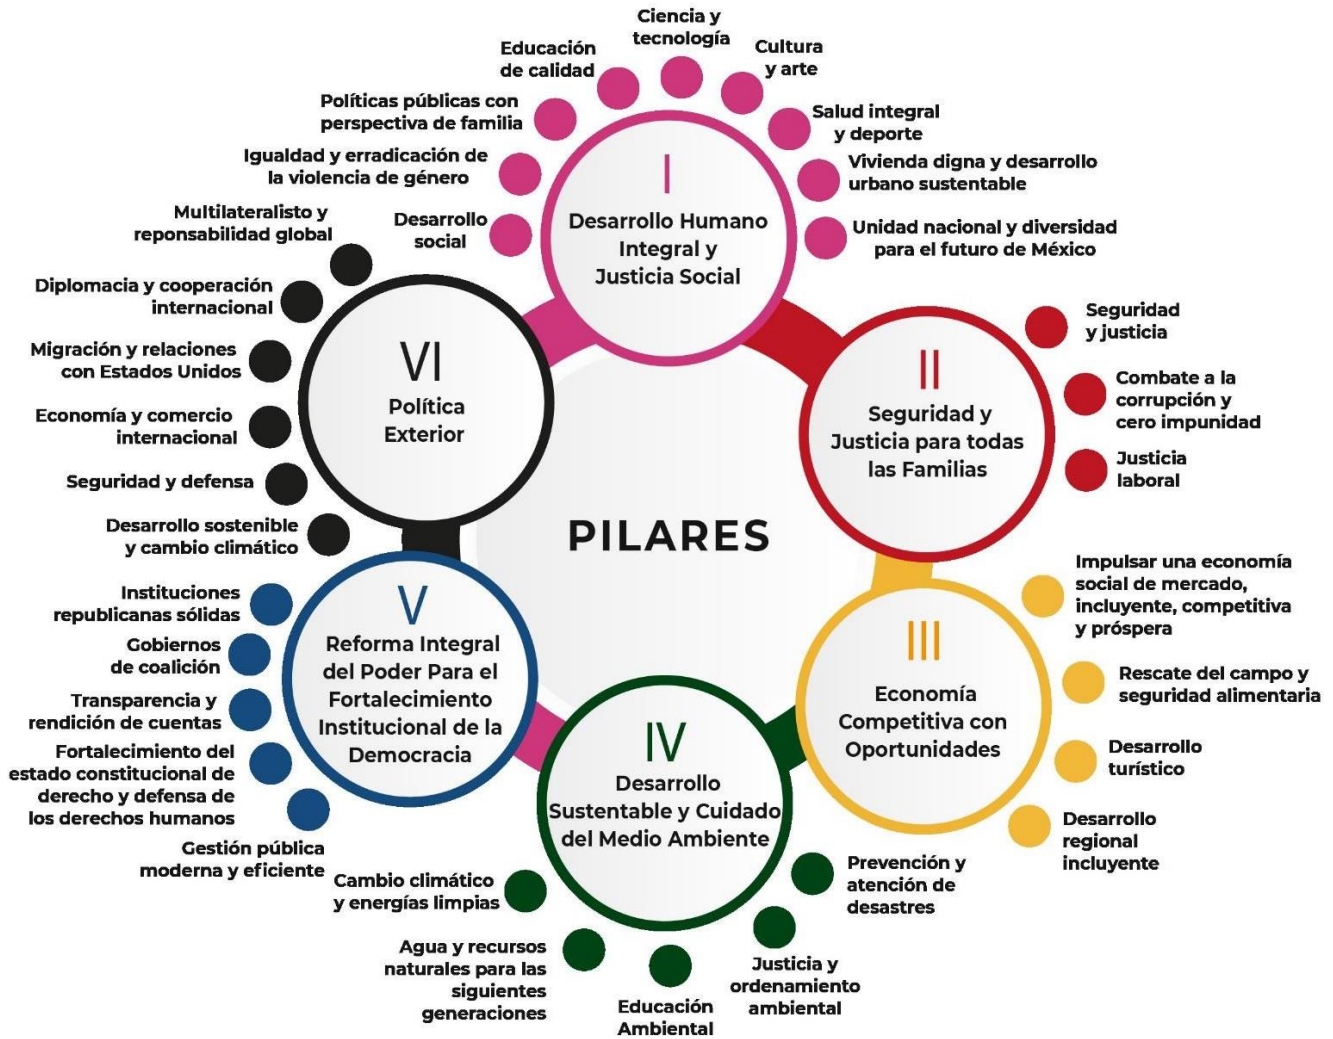 PILARES
I
Desarrollo Humano
Integral y
Justicia Social
Desarrollo
social
Igualdad y erradicación de
la violencia de género
Políticas públicas con
perspectiva de familia
Educación
de calidad
Ciencia y
tecnología
Cultura
y arte
Salud integral
y deporte
Vivienda digna y desarrollo
urbano sustentable
Unidad nacional y diversidad
para el futuro de México
II
Seguridad y
Justicia para todas
las Familias
Seguridad
y justicia
Combate a la
corrupción y
cero impunidad
Justicia
laboral
III
Economía
Competitiva con
Oportunidades
Impulsar una economía
social de mercado,
incluyente, competitiva
y próspera
Rescate del campo y
seguridad alimentaria
Desarrollo
turístico
Desarrollo
regional
incluyente
IV
Desarrollo
Sustentable y Cuidado
del Medio Ambiente
Prevención y
atención de
desastres
Justicia y
ordenamiento
ambiental
Educación
Ambiental
Agua y recursos
naturales para las
siguientes
generaciones
Cambio climático
y energías limpias
V
Reforma Integral
del Poder Para el
Fortalecimiento
Institucional de la
Democracia
Instituciones
republicanas sólidas
Gobiernos
de coalición
Transparencia y
rendición de cuentas
Fortalecimiento del
estado constitucional de
derecho y defensa de
los derechos humanos
Gestión pública
moderna y eficiente
VI
Política
Exterior
Multilateralisto y
reponsabilidad global
Diplomacia y cooperación
internacional
Migración y relaciones
con Estados Unidos
Economía y comercio
internacional
Seguridad y defensa
Desarrollo sostenible
y cambio climático